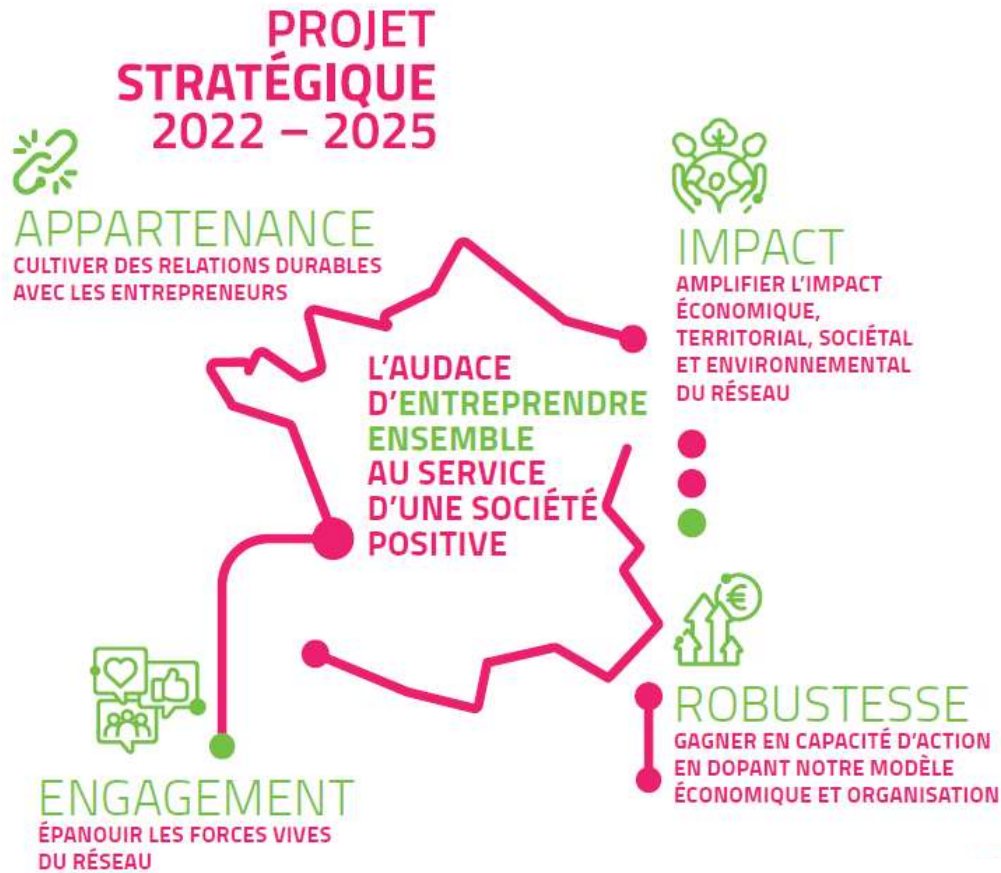 PROJET
STRATÉGIQUE
2022 – 2025
APPARTENANCE
CULTIVER DES RELATIONS DURABLES
AVEC LES ENTREPRENEURS
IMPACT
AMPLIFIER L'IMPACT
ÉCONOMIQUE,
TERRITORIAL, SOCIÉTAL
ET ENVIRONNEMENTAL
DU RÉSEAU
L'AUDACE
D'ENTREPRENDRE
ENSEMBLE
AU SERVICE
D'UNE SOCIÉTÉ
POSITIVE
€
ENGAGEMENT
ÉPANOUIR LES FORCES VIVES
DU RÉSEAU
ROBUSTESSE
GAGNER EN CAPACITÉ D'ACTION
EN DOPANT NOTRE MODÈLE
ÉCONOMIQUE ET ORGANISATION